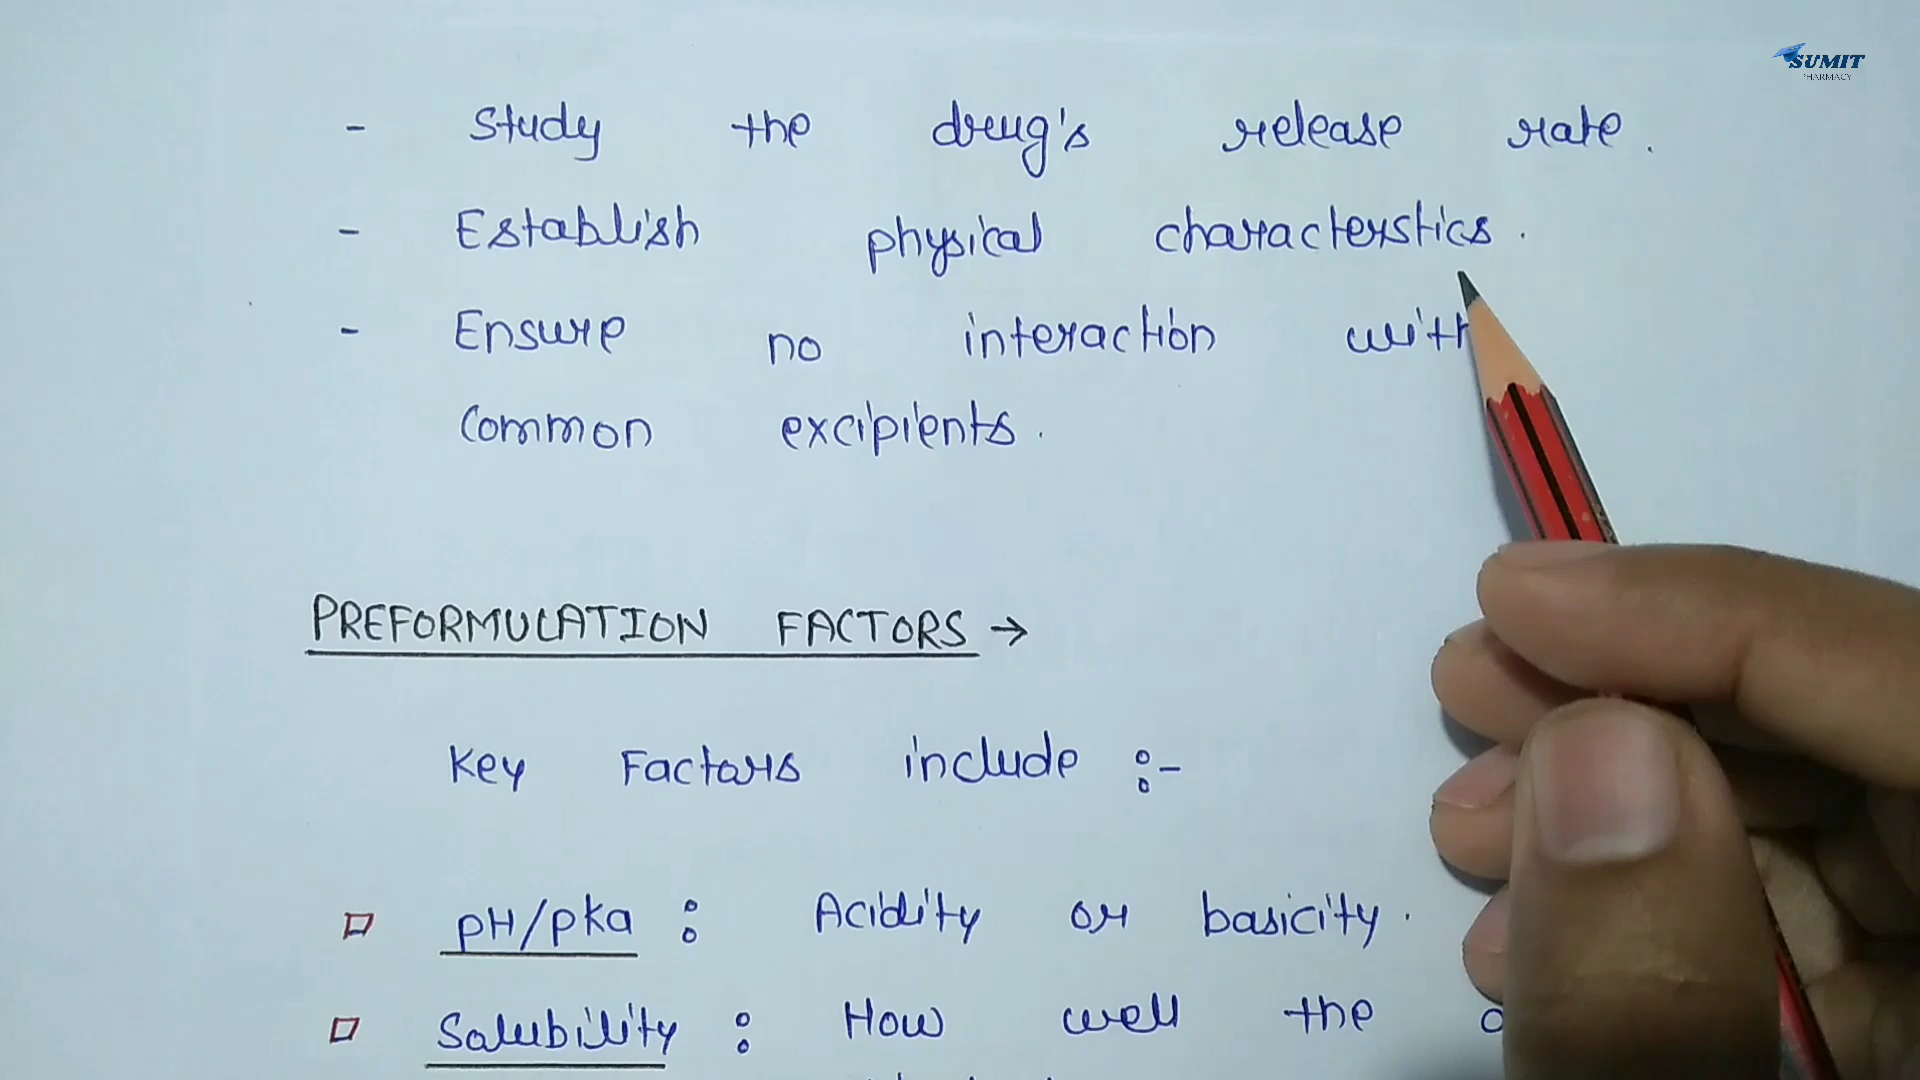 SUMIT
PHARMACY
- Study the drug's release rate.
- Establish physical characterstics.
- Ensure no interaction with
common excipients.
PREFORMULATION FACTORS →
Key Factors include :-
pH/pka : Acidity or basicity.
Solubility : How well the